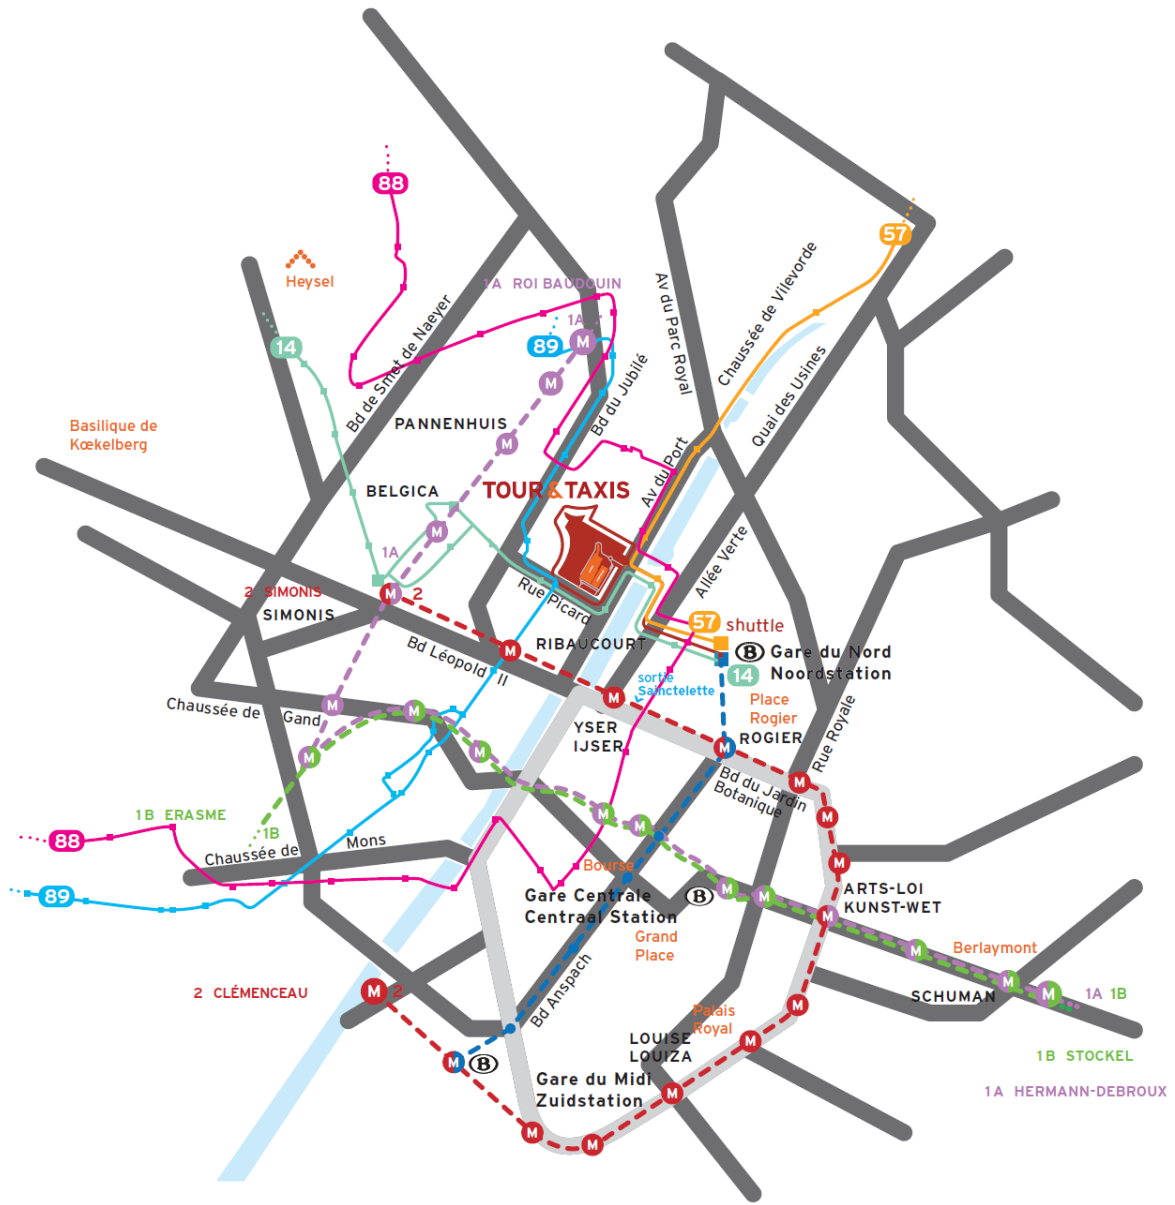 88
57
Heysel
1A ROI BAUDOUIN
1A
14
89
M
M
Bd de Smet de Naeyer
Av du Parc Royal
Chaussée de Vilevorde
Quai des Usines
Bd du Jubilé
Basilique de
Kœkelberg
PANNENHUIS
M
BELGICA
TOUR&TAXIS
Av du Port
M
1A
Allée Verte
2 SIMONIS
M
2
SIMONIS
Rue Picard
57
shuttle
RIBAUCOURT
Bd Léopold II
M
B
Gare du Nord
Noordstation
14
sortie
Sainctelette
M
Chaussée de Gand
M
M
Place
Rogier
YSER
IJSER
ROGIER
M
M
M
Rue Royale
Bd du Jardin
Botanique
M
1B ERASME
1B
M
M
M
88
Chaussée de Mons
Bourse
M
89
Gare Centrale
Centraal Station
B
M
M
ARTS-LOI
KUNST-WET
M
Grand
Place
Berlaymont
M
2 CLÉMENCEAU
M
2
Bd Anspach
SCHUMAN
M
M
1A 1B
M
Palais
Royal
LOUISE
LOUIZA
M
M
B
1B STOCKEL
Gare du Midi
Zuidstation
M
1A HERMANN-DEBROUX
M
M